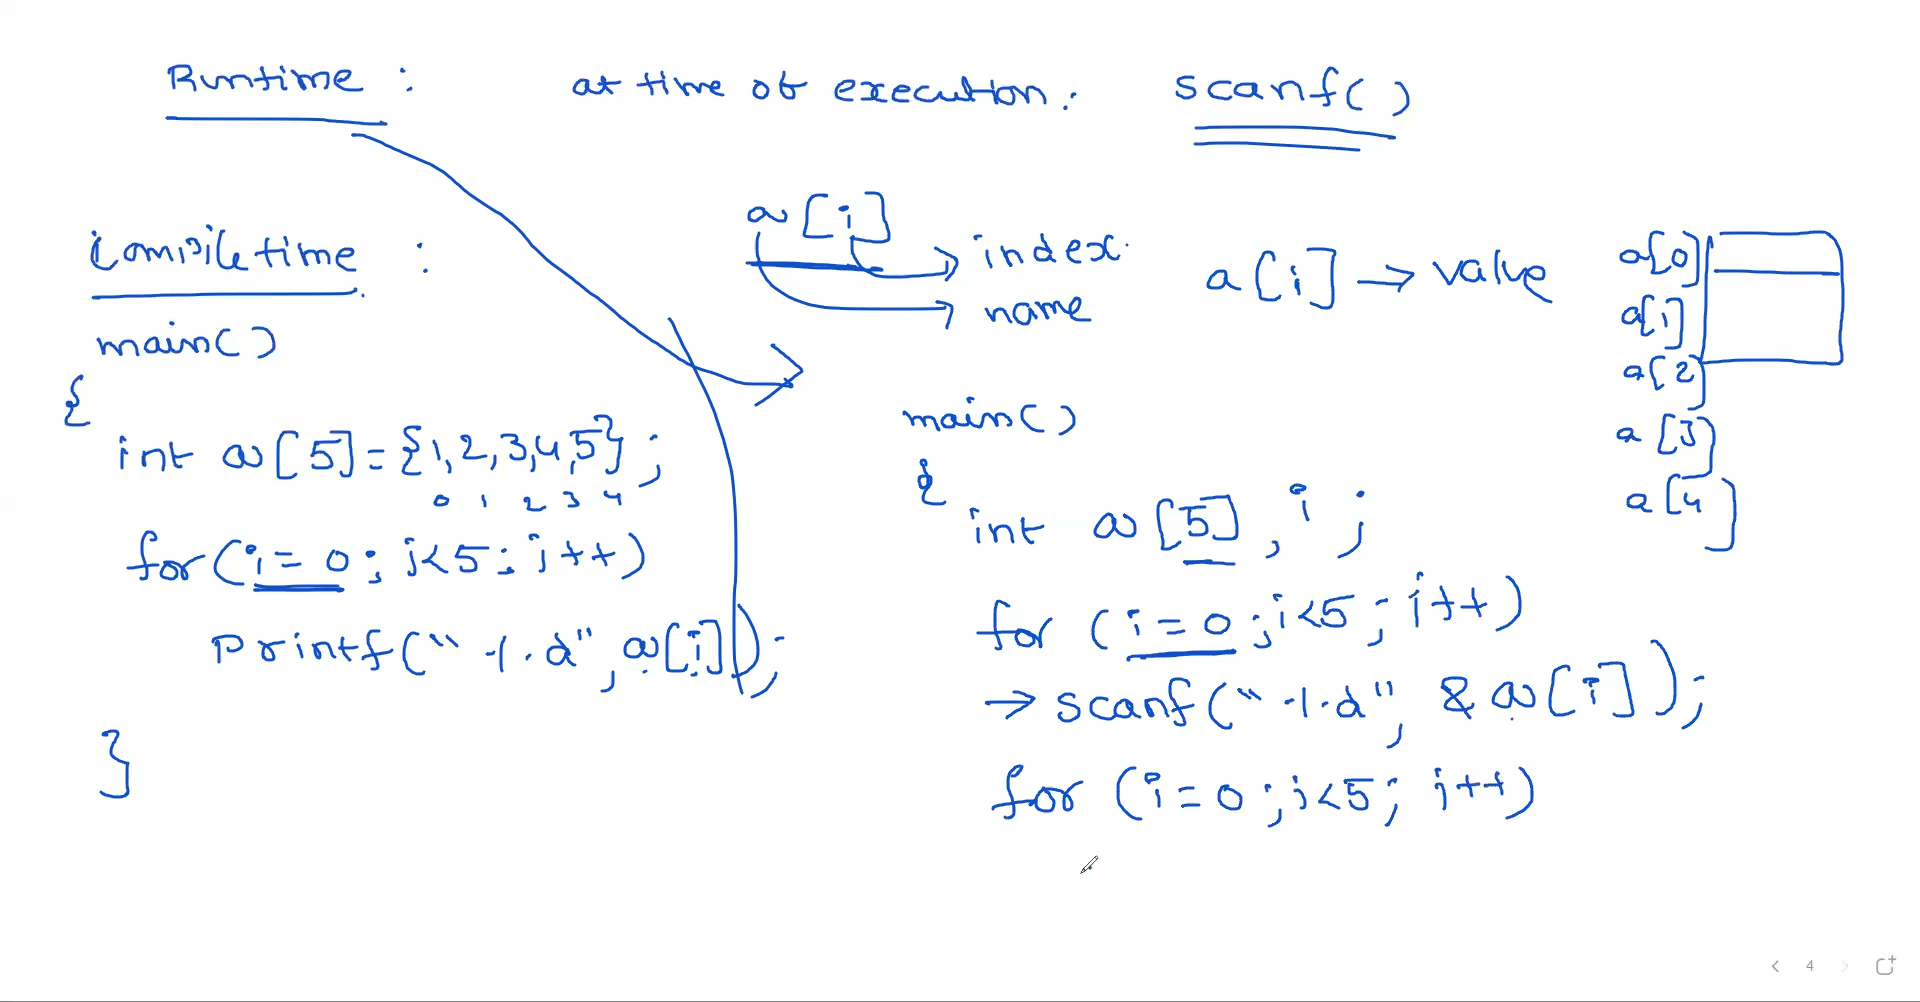 Runtime : at time of execution : scanf( )
Compiletime :
main( )
{
int a[5]={1,2,3,4,5};
0 1 2 3 4
for(i=0; i<5; i++)
printf("%d", a[i]);
}
a[i]
index
name
a[i] → value
a[0]
a[1]
a[2]
a[3]
a[4]
main( )
{
int a[5], i ;
for (i=0; i<5; i++)
→ scanf("%d", &a[i]);
for (i=0; i<5; i++)
4